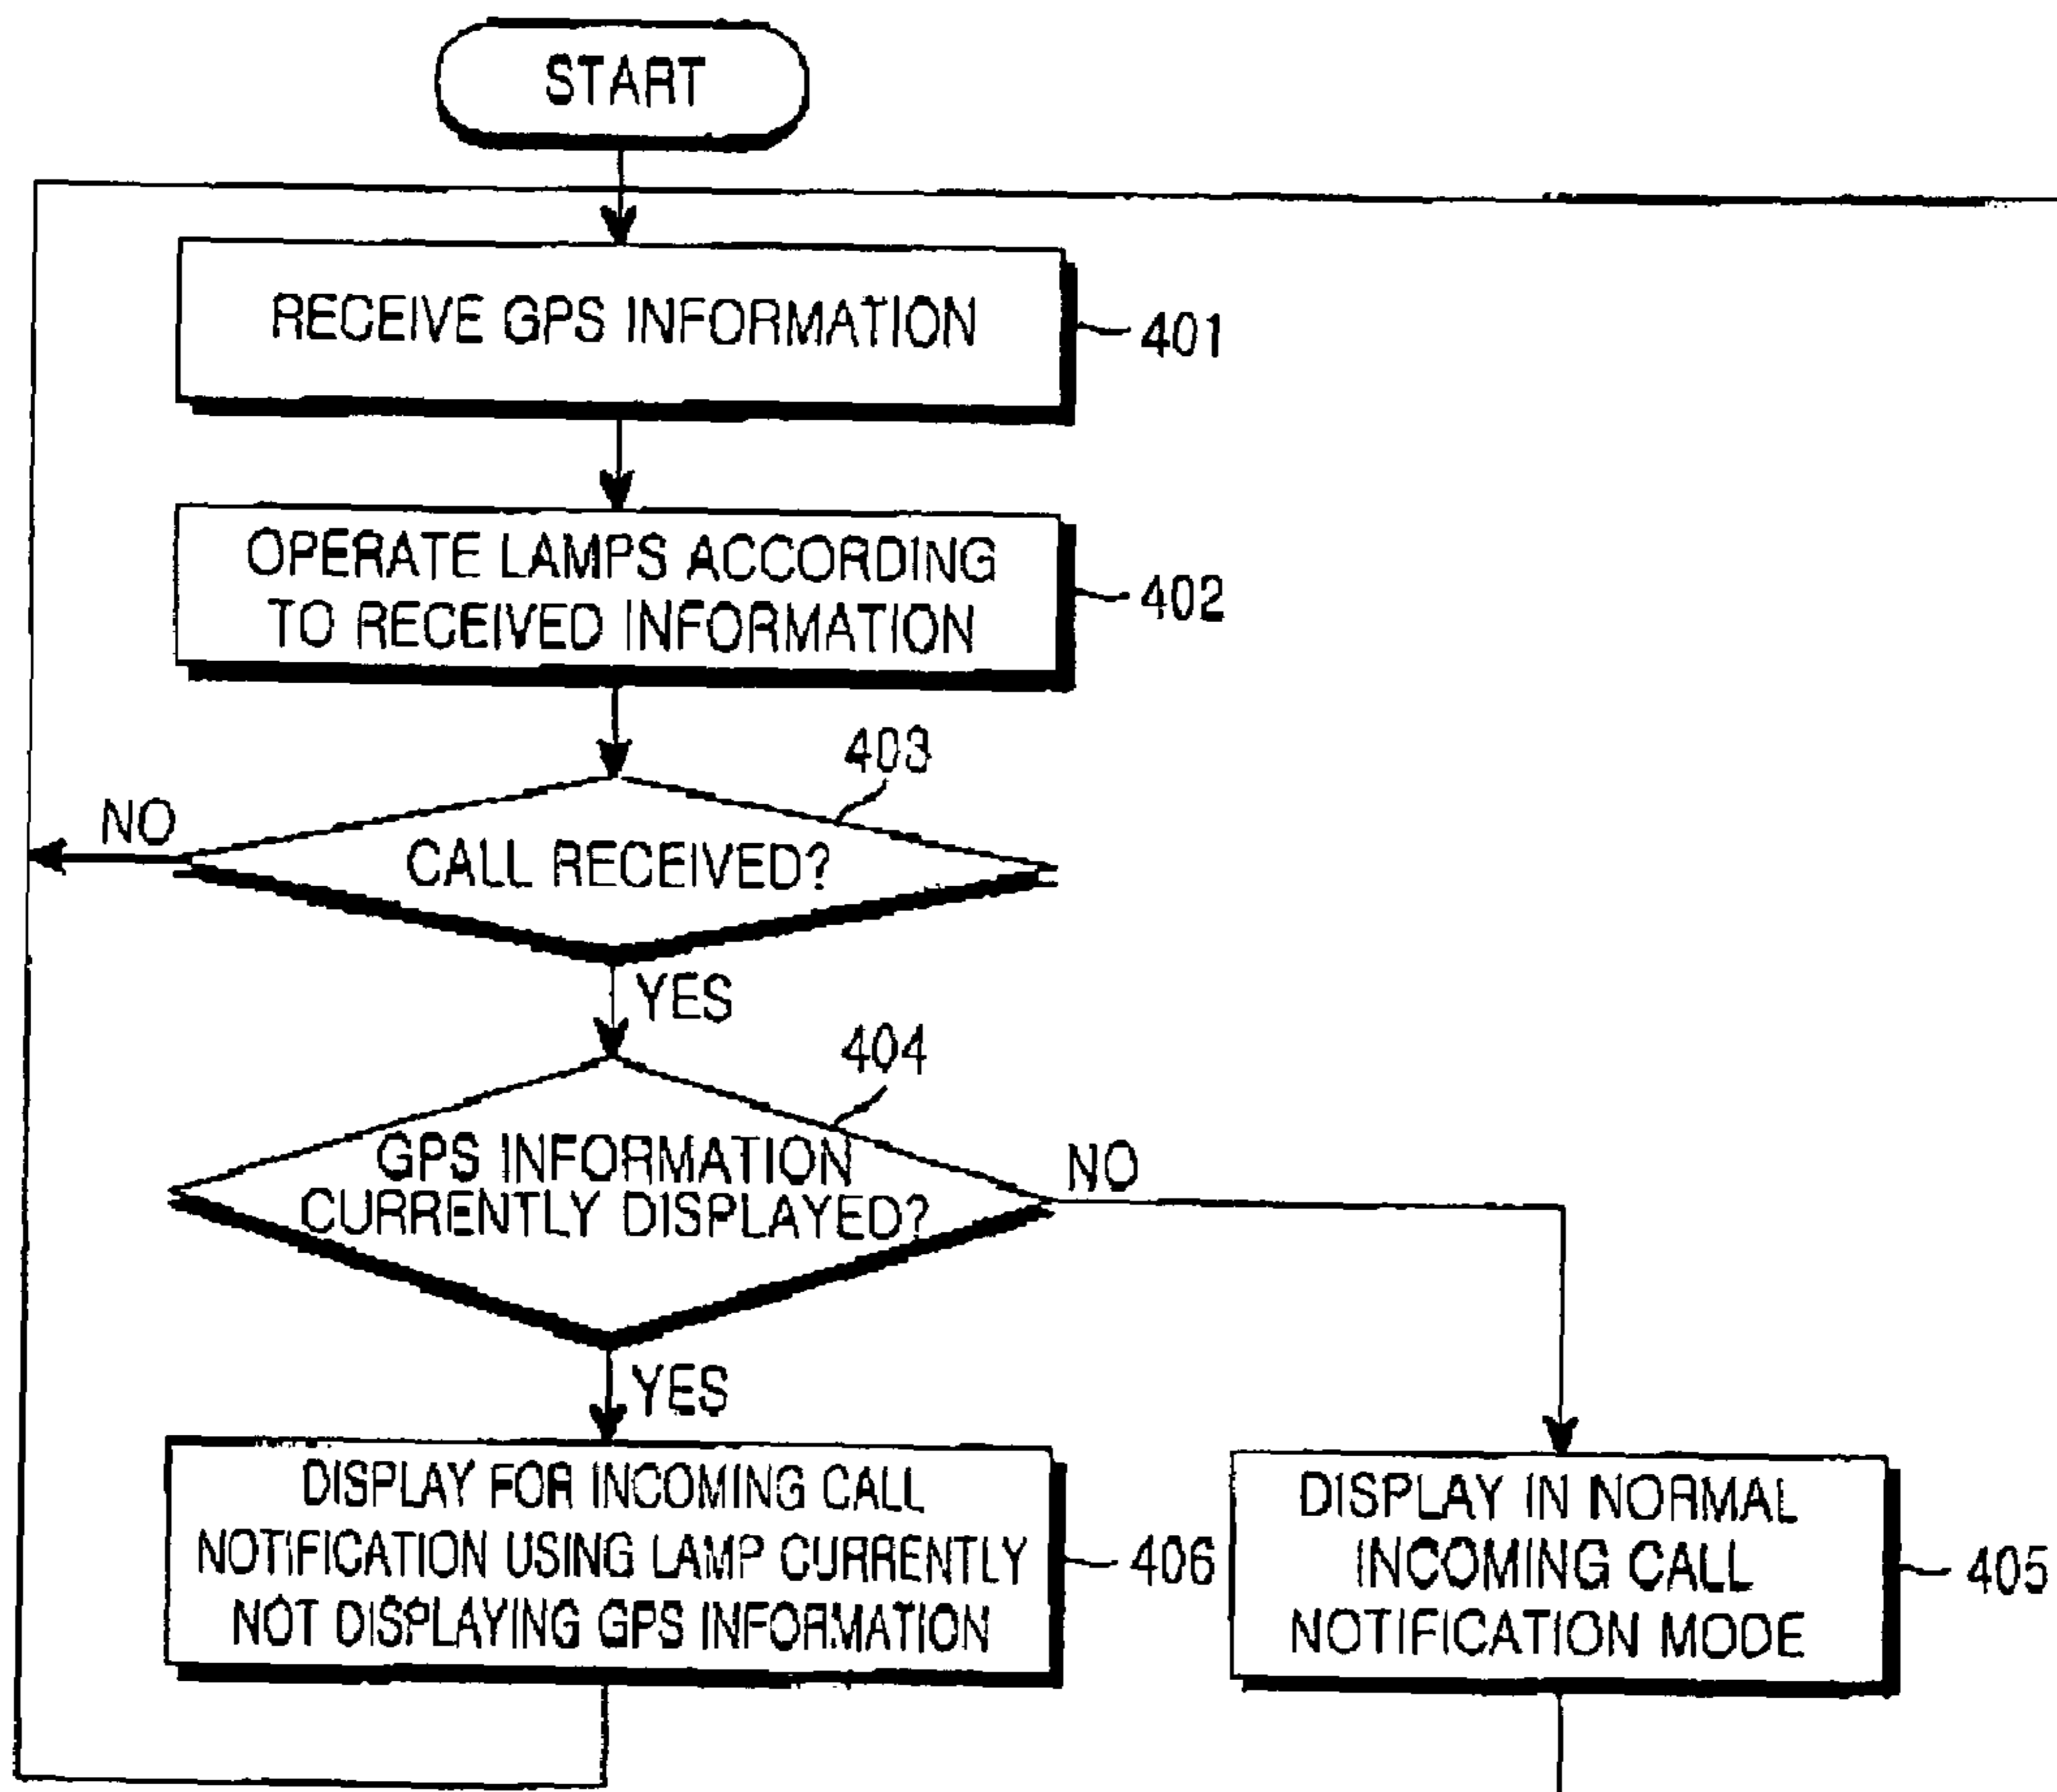 START
RECEIVE GPS INFORMATION
401
OPERATE LAMPS ACCORDING
TO RECEIVED INFORMATION
402
403
NO
CALL RECEIVED?
YES
404
GPS INFORMATION
CURRENTLY DISPLAYED?
NO
YES
DISPLAY FOR INCOMING CALL
NOTIFICATION USING LAMP CURRENTLY
NOT DISPLAYING GPS INFORMATION
406
DISPLAY IN NORMAL
INCOMING CALL
NOTIFICATION MODE
405